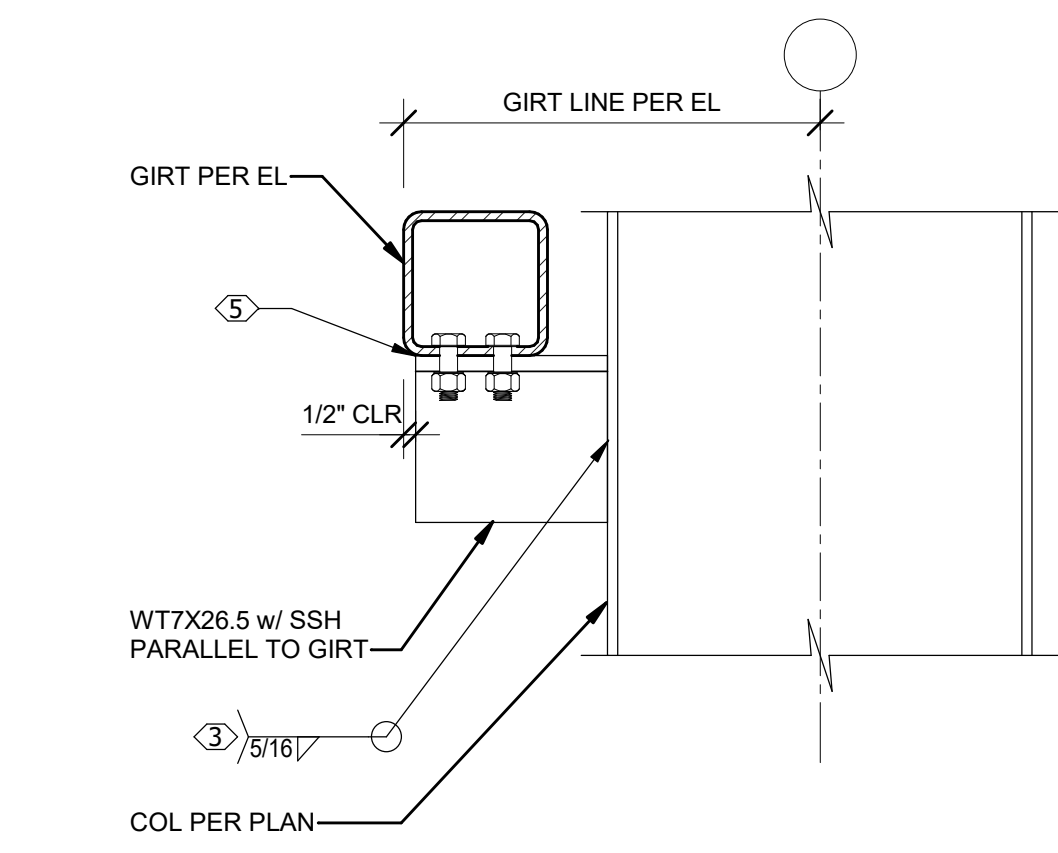 GIRT LINE PER EL
GIRT PER EL
5
1/2" CLR
WT7X26.5 w/ SSH
PARALLEL TO GIRT
3
5/16
COL PER PLAN